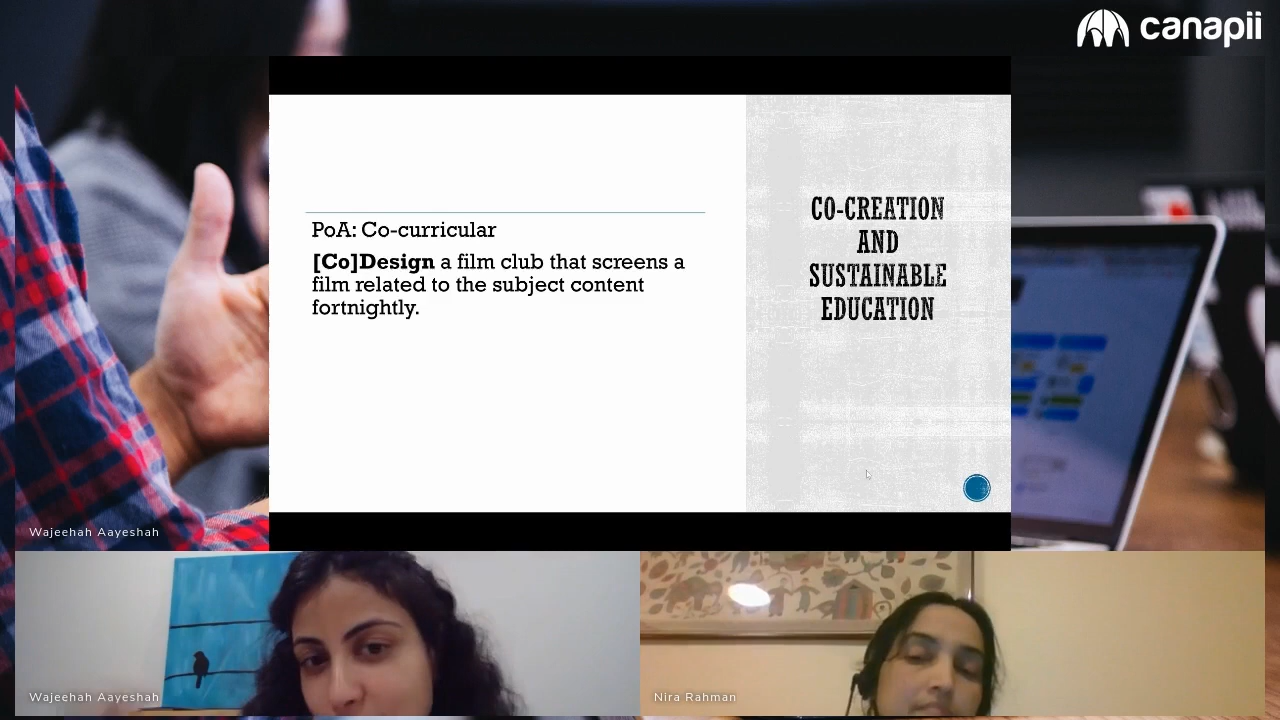 canapii
PoA: Co-curricular
[Co]Design a film club that screens a
film related to the subject content
fortnightly.
CO-CREATION
AND
SUSTAINABLE
EDUCATION
Wajeehah Aayeshah
Wajeehah Aayeshah
Nira Rahman